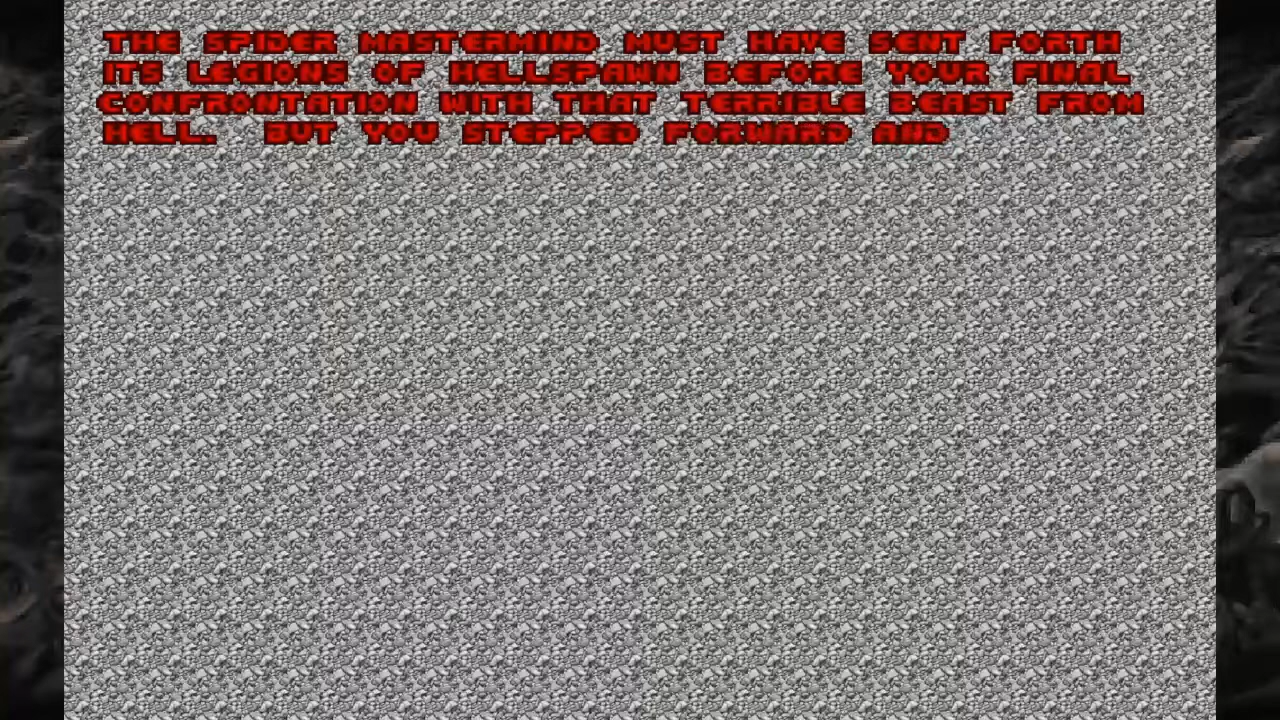 THE SPIDER MASTERMIND MUST HAVE SENT FORTH
ITS LEGIONS OF HELLSPAWN BEFORE YOUR FINAL
CONFRONTATION WITH THAT TERRIBLE BEAST FROM
HELL. BUT YOU STEPPED FORWARD AND